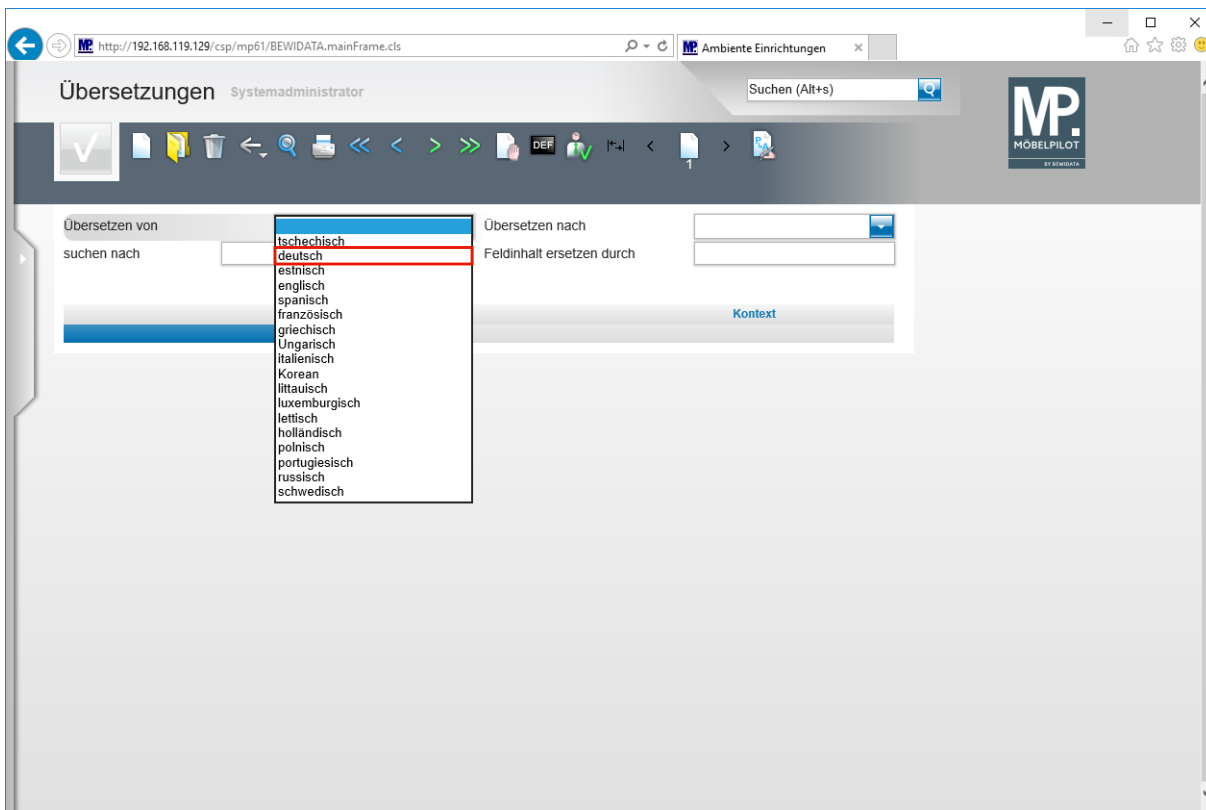 http://192.168.119.129/csp/mp61/BEWIDATA.mainFrame.cls
MP. Ambiente Einrichtungen
Übersetzungen Systemadministrator
Suchen (Alt+s)
MP.
MÖBELPILOT
BY BEWIDATA
DEF
1
Übersetzen von
Übersetzen nach
suchen nach
Feldinhalt ersetzen durch
tschechisch
deutsch
estnisch
englisch
spanisch
französisch
griechisch
Ungarisch
italienisch
Korean
littauisch
luxemburgisch
lettisch
holländisch
polnisch
portugiesisch
russisch
schwedisch
Kontext